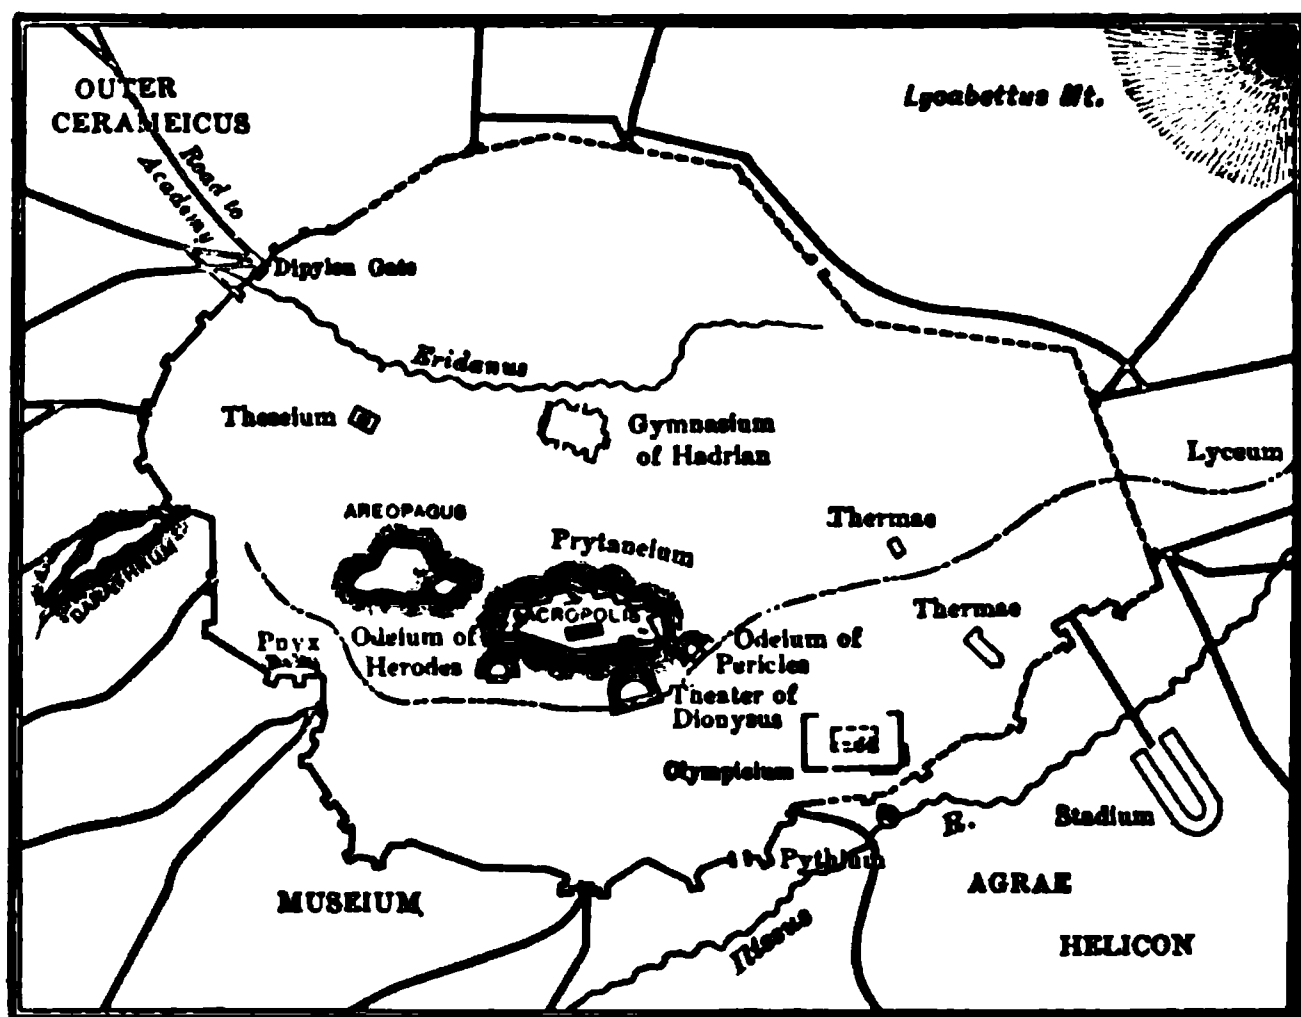 OUTER
CERAMEICUS
Lycabettus Mt.
Road to
Academy
Dipylon Gate
Eridanus
Theseium
Gymnasium
of Hadrian
Lyceum
AREOPAGUS
Thermae
Prytaneium
BARATHRUM
ACROPOLIS
Thermae
Pnyx
Odeium of
Herodes
Odeium of
Pericles
Theater of
Dionysus
Olympieium
R.
Stadium
Pythium
AGRAE
MUSEIUM
Ilissus
HELICON